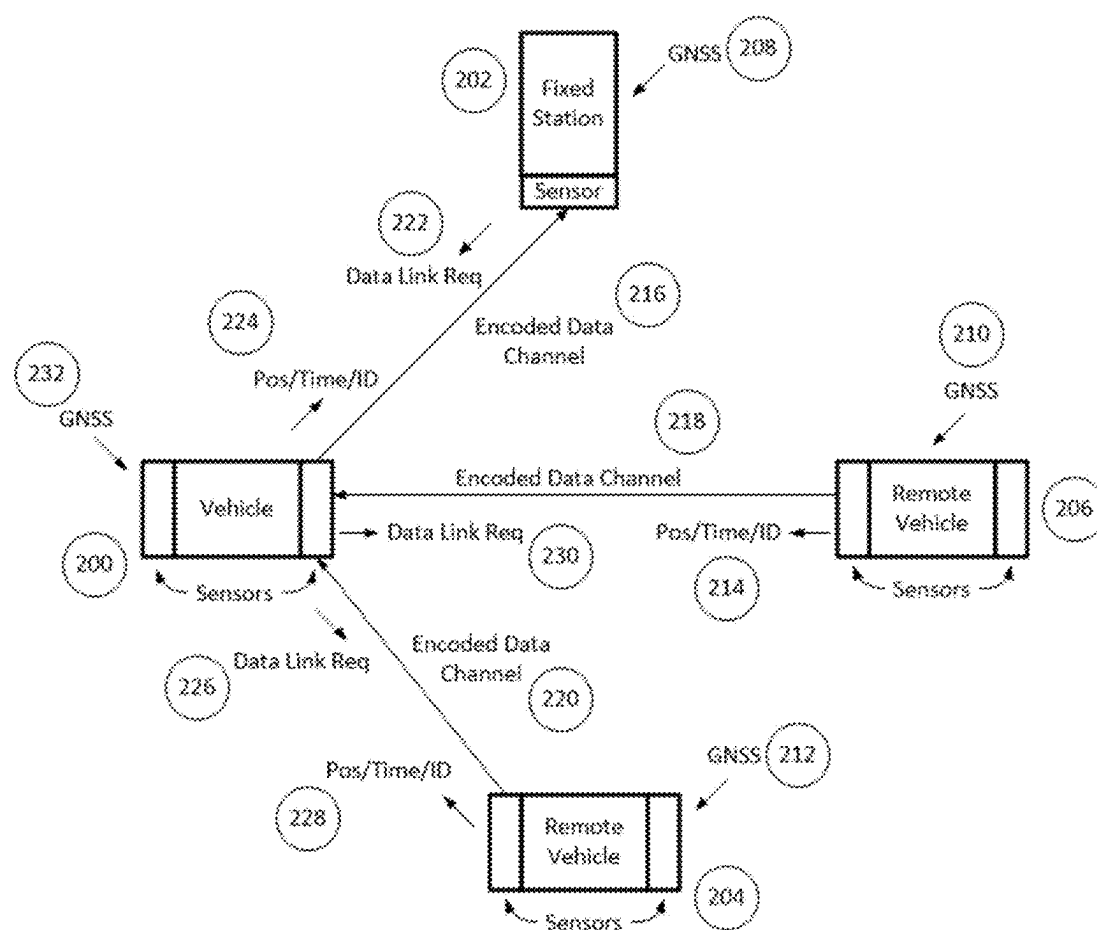 GNSS 208
202
Fixed
Station
Sensor
222
Data Link Req
216
224
Encoded Data
Channel
210
232
Pos/Time/ID
GNSS
GNSS
218
Encoded Data Channel
Vehicle
Remote
Vehicle
206
Data Link Req
Pos/Time/ID
200
230
214
Sensors
Sensors
Encoded Data
Channel
Data Link Req
226
220
GNSS 212
Pos/Time/ID
228
Remote
Vehicle
204
Sensors